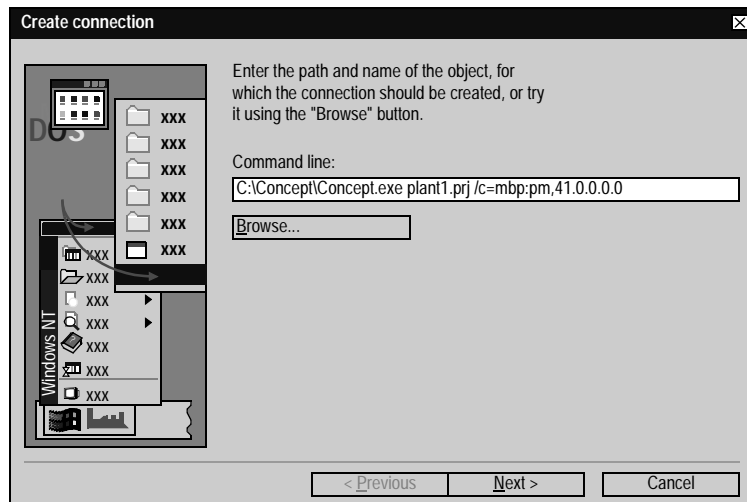 Create connection
DOS
xxx
xxx
xxx
xxx
xxx
xxx
xxx
xxx
xxx
xxx
xxx
xxx
xxx
Windows NT
Enter the path and name of the object, for
which the connection should be created, or try
it using the "Browse" button.
Command line:
C:\Concept\Concept.exe plant1.prj /c=mbp:pm,41.0.0.0.0
Browse...
< Previous
Next >
Cancel